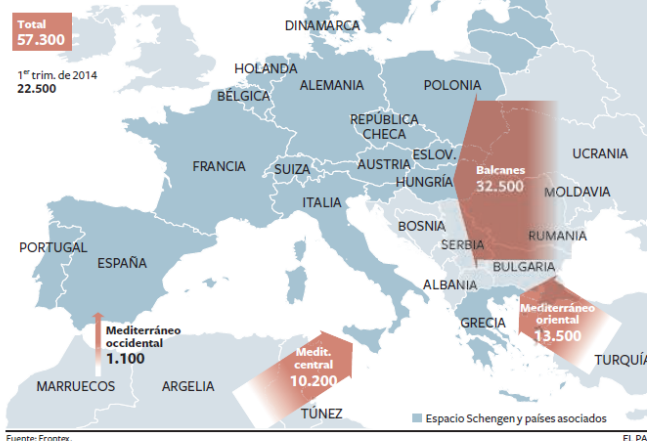 Total
57.300
1er trim. de 2014
22.500
DINAMARCA
HOLANDA
BÉLGICA
ALEMANIA
POLONIA
REPÚBLICA
CHECA
ESLOV.
UCRANIA
FRANCIA
SUIZA
AUSTRIA
HUNGRÍA
Balcanes
32.500
MOLDAVIA
ITALIA
BOSNIA
SERBIA
RUMANIA
PORTUGAL
ESPAÑA
BULGARIA
ALBANIA
GRECIA
Mediterráneo
oriental
13.500
TURQUÍA
Mediterráneo
occidental
1.100
Medit.
central
10.200
MARRUECOS
ARGELIA
TÚNEZ
Espacio Schengen y países asociados
Fuente: Frontex.
EL PA